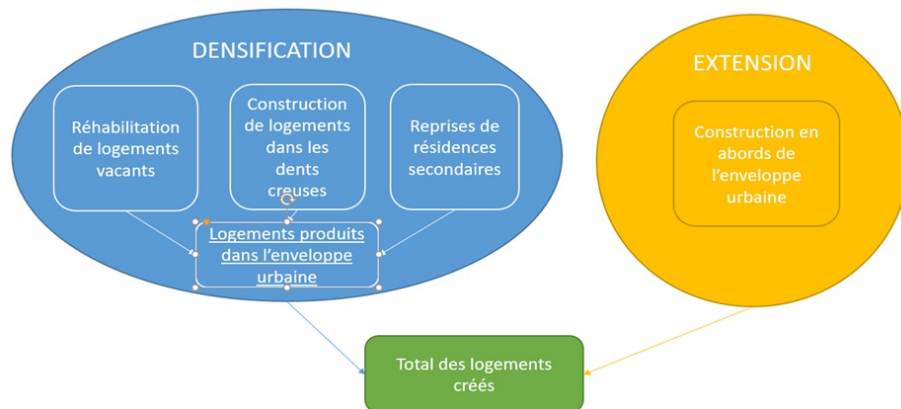 DENSIFICATION
Réhabilitation
de logements
vacants
Construction
de logements
dans les
dents
creuses
Reprises de
résidences
secondaires
Logements produits
dans l'enveloppe
urbaine
EXTENSION
Construction en
abords de
l'enveloppe
urbaine
Total des logements
créés